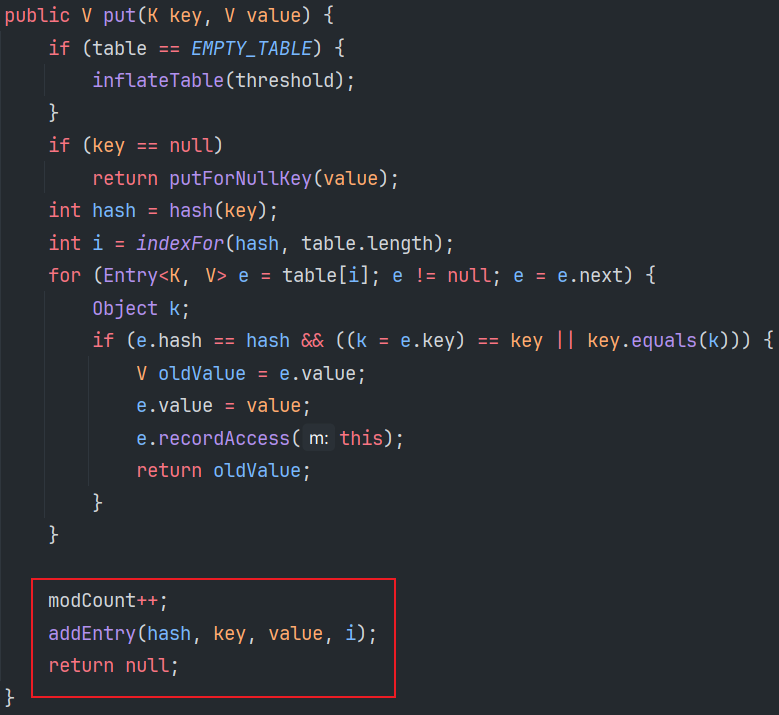 public V put(K key, V value) {
    if (table == EMPTY_TABLE) {
        inflateTable(threshold);
    }
    if (key == null)
        return putForNullKey(value);
    int hash = hash(key);
    int i = indexFor(hash, table.length);
    for (Entry<K, V> e = table[i]; e != null; e = e.next) {
        Object k;
        if (e.hash == hash && ((k = e.key) == key || key.equals(k))) {
            V oldValue = e.value;
            e.value = value;
            e.recordAccess( m: this);
            return oldValue;
        }
    }

    modCount++;
    addEntry(hash, key, value, i);
    return null;
}